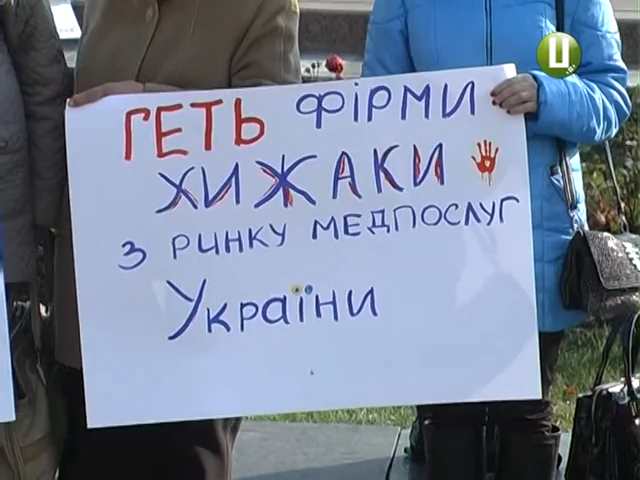 ГЕТЬ ФІРМИ
ХИЖАКИ
З РИНКУ МЕДПОСЛУГ
УкраїНи
Ц